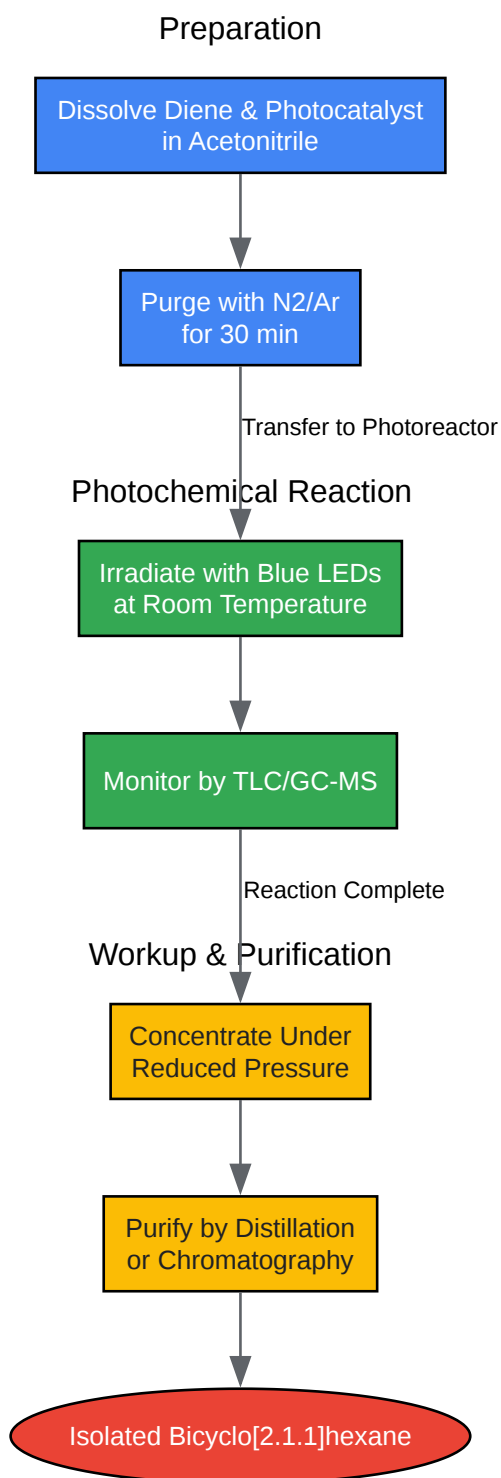 Preparation
Dissolve Diene & Photocatalyst
in Acetonitrile
Purge with N2/Ar
for 30 min
Transfer to Photoreactor
Photochemical Reaction
Irradiate with Blue LEDs
at Room Temperature
Monitor by TLC/GC-MS
Reaction Complete
Workup & Purification
Concentrate Under
Reduced Pressure
Purify by Distillation
or Chromatography
Isolated Bicyclo[2.1.1]hexane